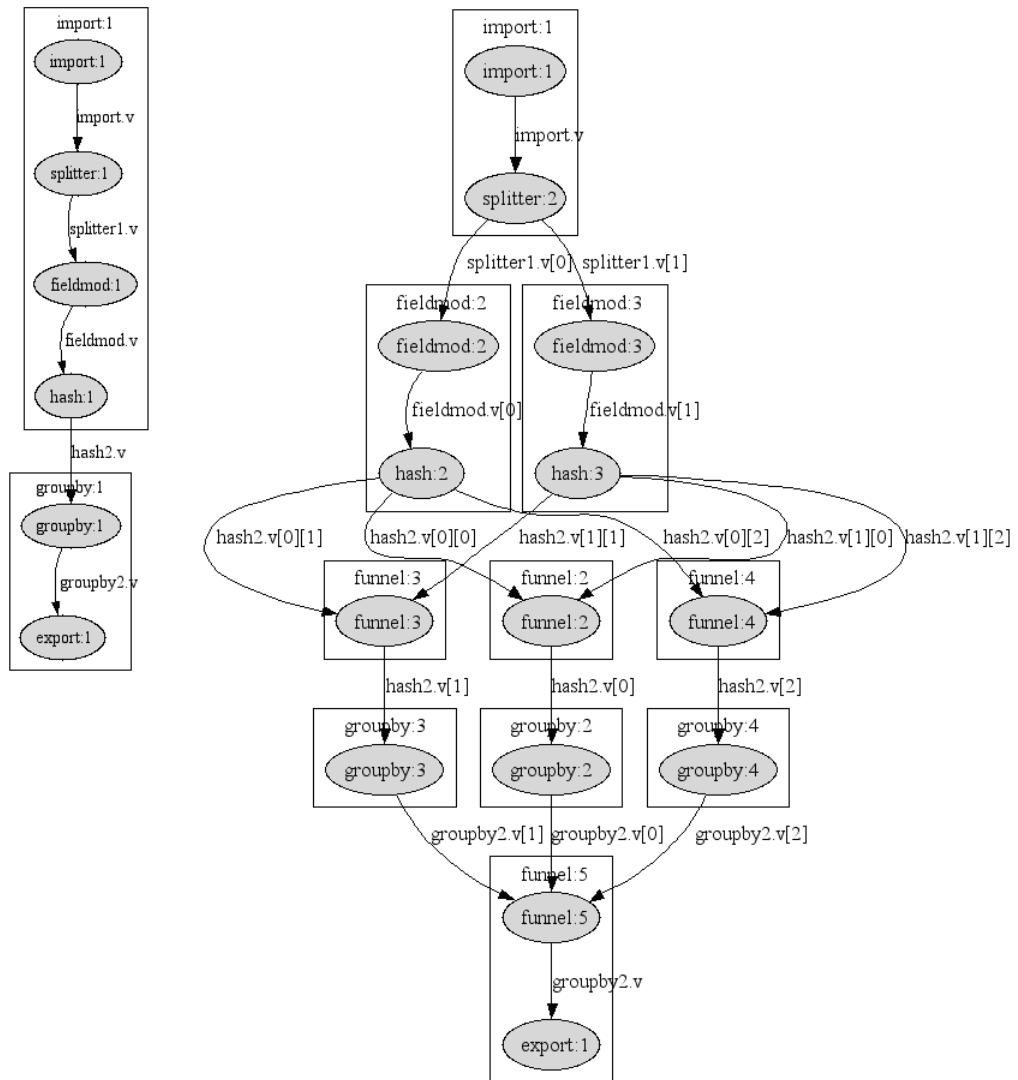 import:1
import:1
import.v
splitter:1
splitter1.v
fieldmod:1
fieldmod.v
hash:1
hash2.v
groupby:1
groupby:1
groupby2.v
export:1
import:1
import:1
import.v
splitter:2
splitter1.v[0] splitter1.v[1]
fieldmod:2 fieldmod:3
fieldmod:2 fieldmod:3
fieldmod.v[0] fieldmod.v[1]
hash:2 hash:3
hash2.v[0][1] hash2.v[0][0] hash2.v[1][1] hash2.v[0][2] hash2.v[1][0] hash2.v[1][2]
funnel:3 funnel:2 funnel:4
funnel:3 funnel:2 funnel:4
hash2.v[1] hash2.v[0] hash2.v[2]
groupby:3 groupby:2 groupby:4
groupby:3 groupby:2 groupby:4
groupby2.v[1] groupby2.v[0] groupby2.v[2]
funnel:5
funnel:5
groupby2.v
export:1